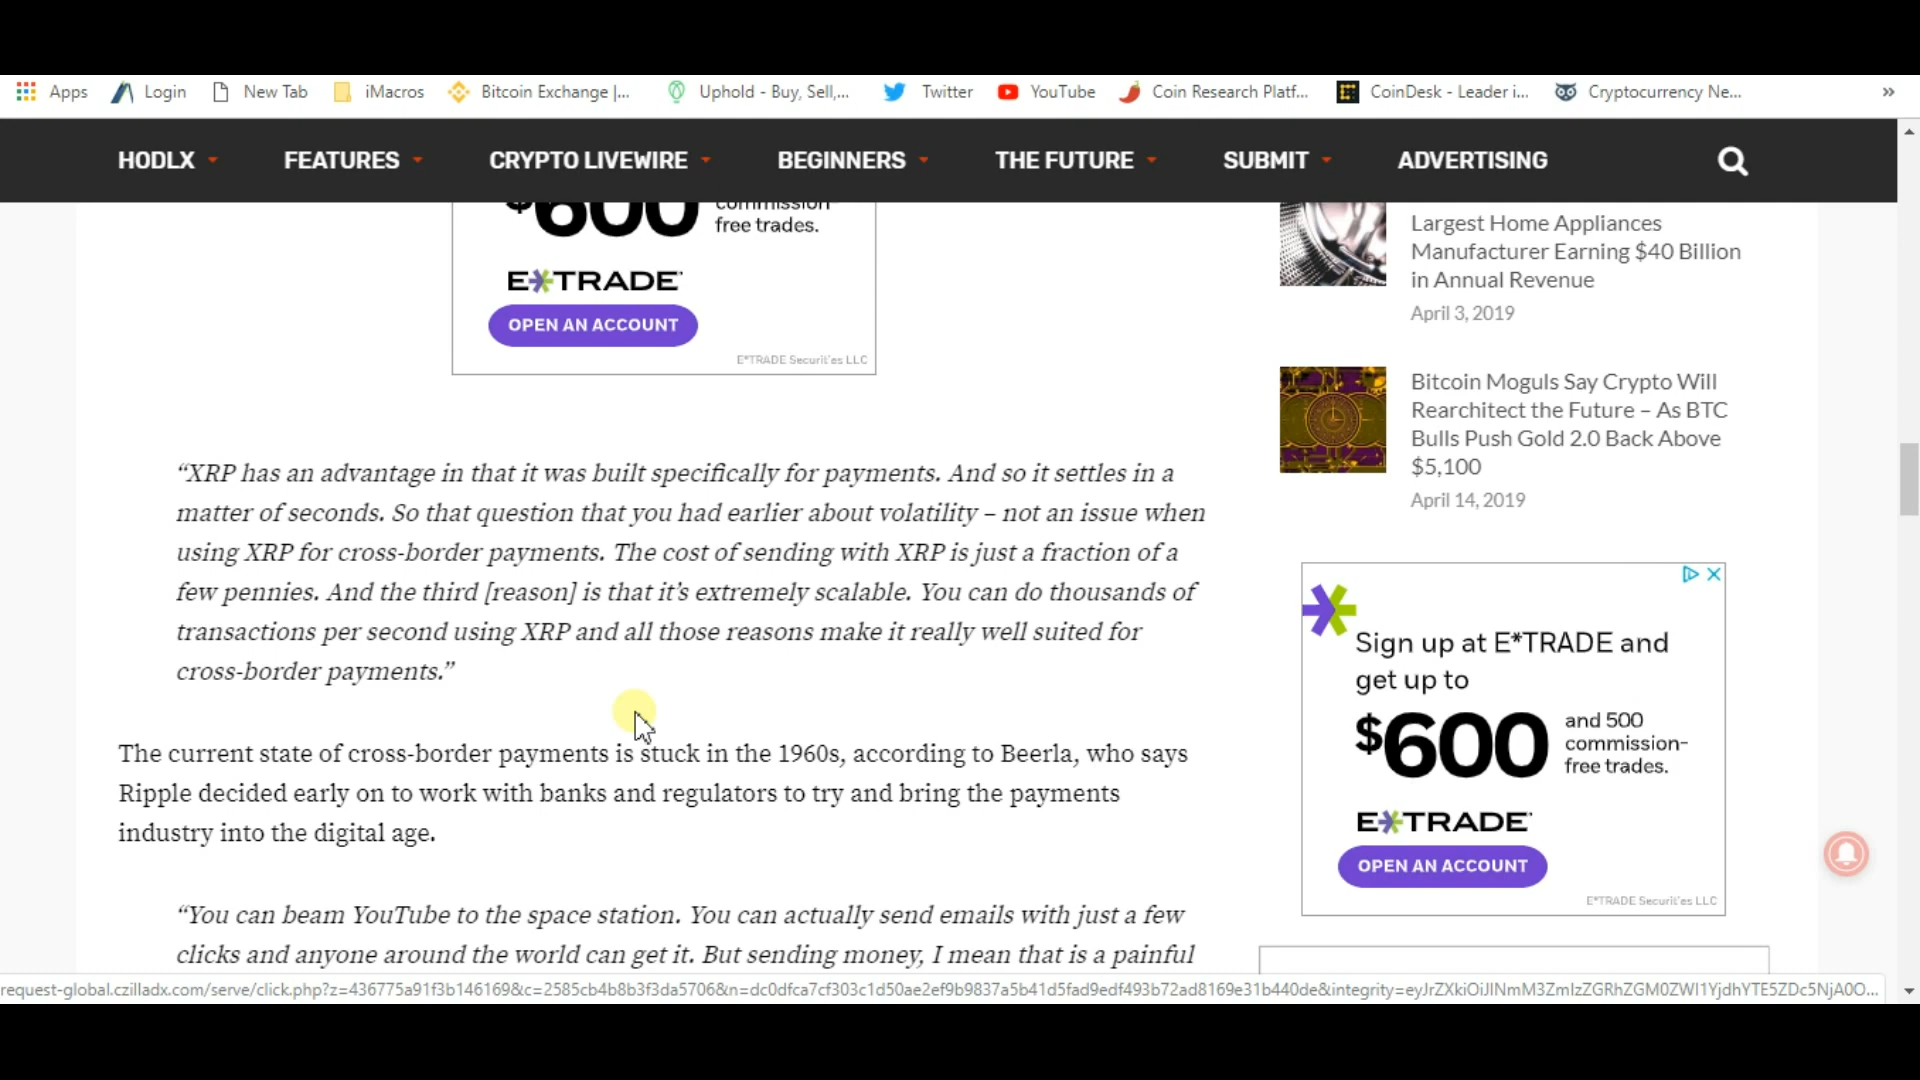 Apps Login New Tab iMacros Bitcoin Exchange |... Uphold - Buy, Sell,... Twitter YouTube Coin Research Platf... CoinDesk - Leader i... Cryptocurrency Ne... »
HODLX FEATURES CRYPTO LIVEWIRE BEGINNERS THE FUTURE SUBMIT ADVERTISING
$600 commission
free trades.
E*TRADE
OPEN AN ACCOUNT
E*TRADE Securities LLC
“XRP has an advantage in that it was built specifically for payments. And so it settles in a
matter of seconds. So that question that you had earlier about volatility – not an issue when
using XRP for cross-border payments. The cost of sending with XRP is just a fraction of a
few pennies. And the third [reason] is that it’s extremely scalable. You can do thousands of
transactions per second using XRP and all those reasons make it really well suited for
cross-border payments.”
The current state of cross-border payments is stuck in the 1960s, according to Beerla, who says
Ripple decided early on to work with banks and regulators to try and bring the payments
industry into the digital age.
“You can beam YouTube to the space station. You can actually send emails with just a few
clicks and anyone around the world can get it. But sending money, I mean that is a painful
Largest Home Appliances
Manufacturer Earning $40 Billion
in Annual Revenue
April 3, 2019
Bitcoin Moguls Say Crypto Will
Rearchitect the Future – As BTC
Bulls Push Gold 2.0 Back Above
$5,100
April 14, 2019
Sign up at E*TRADE and
get up to
$600 and 500
commission-
free trades.
E*TRADE
OPEN AN ACCOUNT
E*TRADE Securities LLC